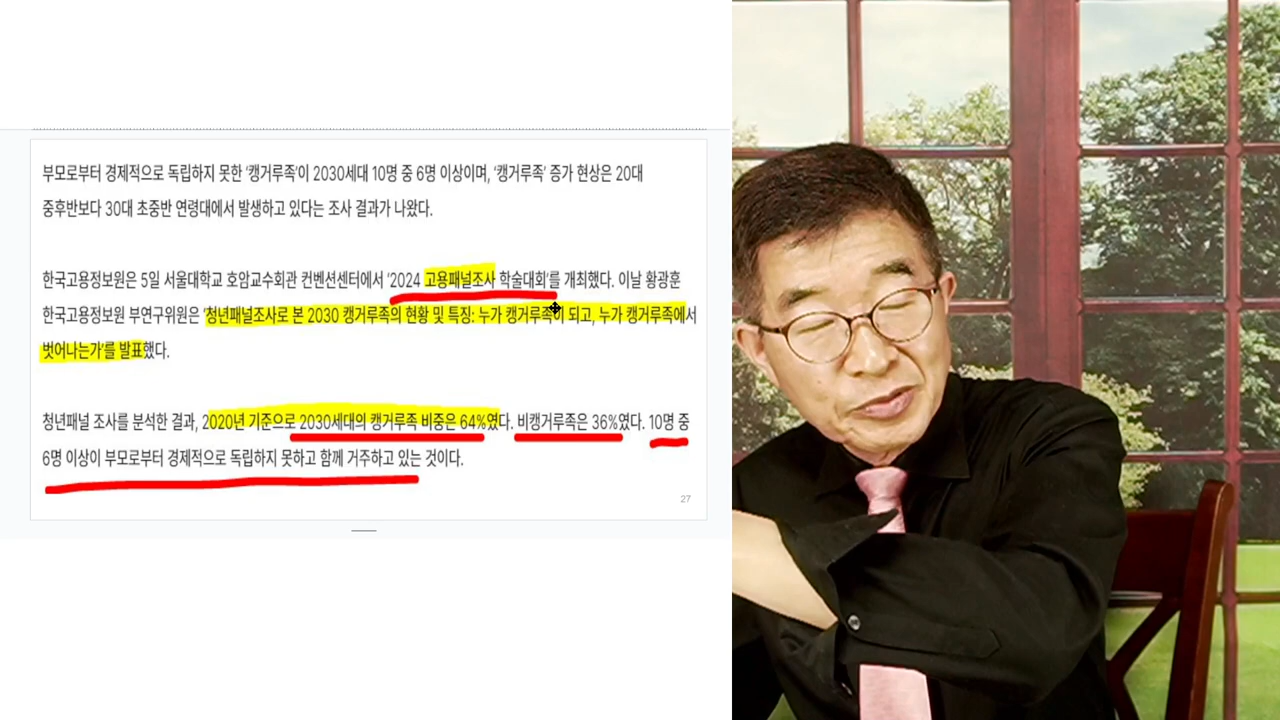 부모로부터 경제적으로 독립하지 못한 '캥거루족'이 2030세대 10명 중 6명 이상이며, '캥거루족' 증가 현상은 20대
중후반보다 30대 초중반 연령대에서 발생하고 있다는 조사 결과가 나왔다.
한국고용정보원은 5일 서울대학교 호암교수회관 컨벤션센터에서 '2024 고용패널조사 학술대회'를 개최했다. 이날 황광훈
한국고용정보원 부연구위원은 '청년패널조사로 본 2030 캥거루족의 현황 및 특징: 누가 캥거루족이 되고, 누가 캥거루족에서
벗어나는가'를 발표했다.
청년패널 조사를 분석한 결과, 2020년 기준으로 2030세대의 캥거루족 비중은 64%였다. 비캥거루족은 36%였다. 10명 중
6명 이상이 부모로부터 경제적으로 독립하지 못하고 함께 거주하고 있는 것이다.
27